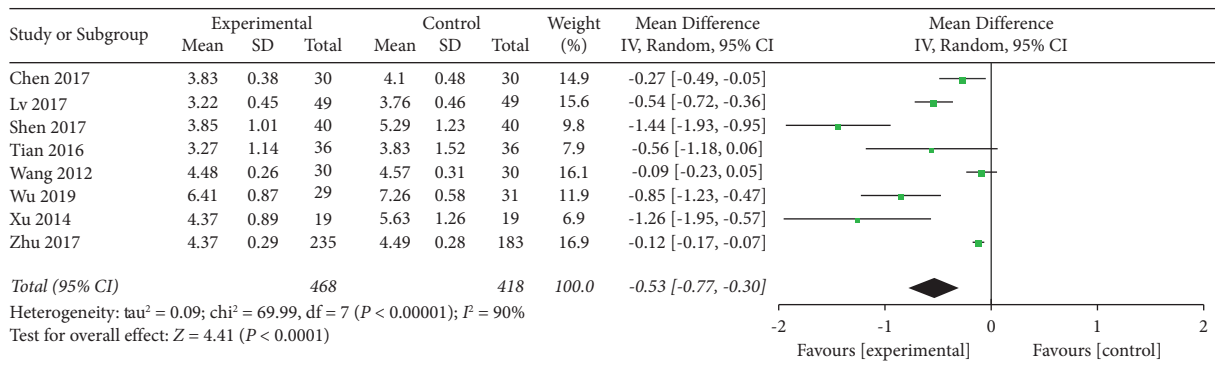 Study or Subgroup Experimental Control Weight Mean Difference Mean Difference
Mean SD Total Mean SD Total (%) IV, Random, 95% CI IV, Random, 95% CI
Chen 2017 3.83 0.38 30 4.1 0.48 30 14.9 -0.27 [-0.49, -0.05]
Lv 2017 3.22 0.45 49 3.76 0.46 49 15.6 -0.54 [-0.72, -0.36]
Shen 2017 3.85 1.01 40 5.29 1.23 40 9.8 -1.44 [-1.93, -0.95]
Tian 2016 3.27 1.14 36 3.83 1.52 36 7.9 -0.56 [-1.18, 0.06]
Wang 2012 4.48 0.26 30 4.57 0.31 30 16.1 -0.09 [-0.23, 0.05]
Wu 2019 6.41 0.87 29 7.26 0.58 31 11.9 -0.85 [-1.23, -0.47]
Xu 2014 4.37 0.89 19 5.63 1.26 19 6.9 -1.26 [-1.95, -0.57]
Zhu 2017 4.37 0.29 235 4.49 0.28 183 16.9 -0.12 [-0.17, -0.07]
Total (95% CI) 468 418 100.0 -0.53 [-0.77, -0.30]
Heterogeneity: tau² = 0.09; chi² = 69.99, df = 7 (P < 0.00001); I² = 90%
Test for overall effect: Z = 4.41 (P < 0.0001)
-2 -1 0 1 2
Favours [experimental] Favours [control]